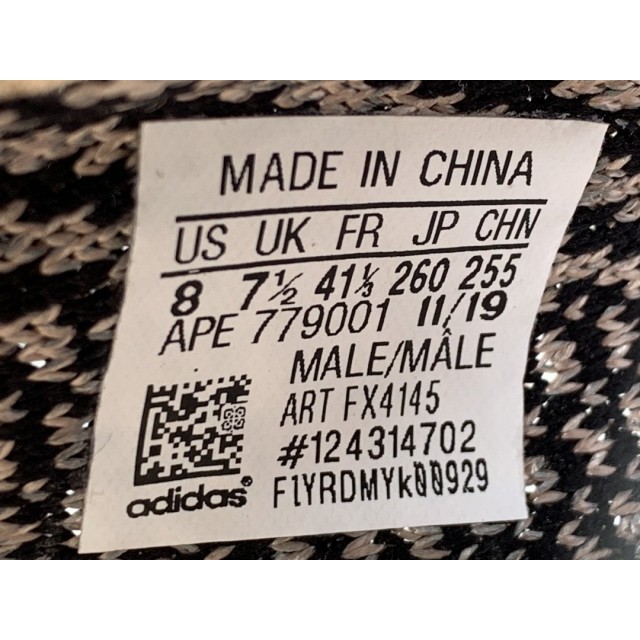 MADE IN CHINA
US UK FR JP CHN
8 7½ 41⅓ 260 255
APE 779001 11/19
MALE/MÂLE
ART FX4145
#124314702
F1YRDMYk00929
adidas®